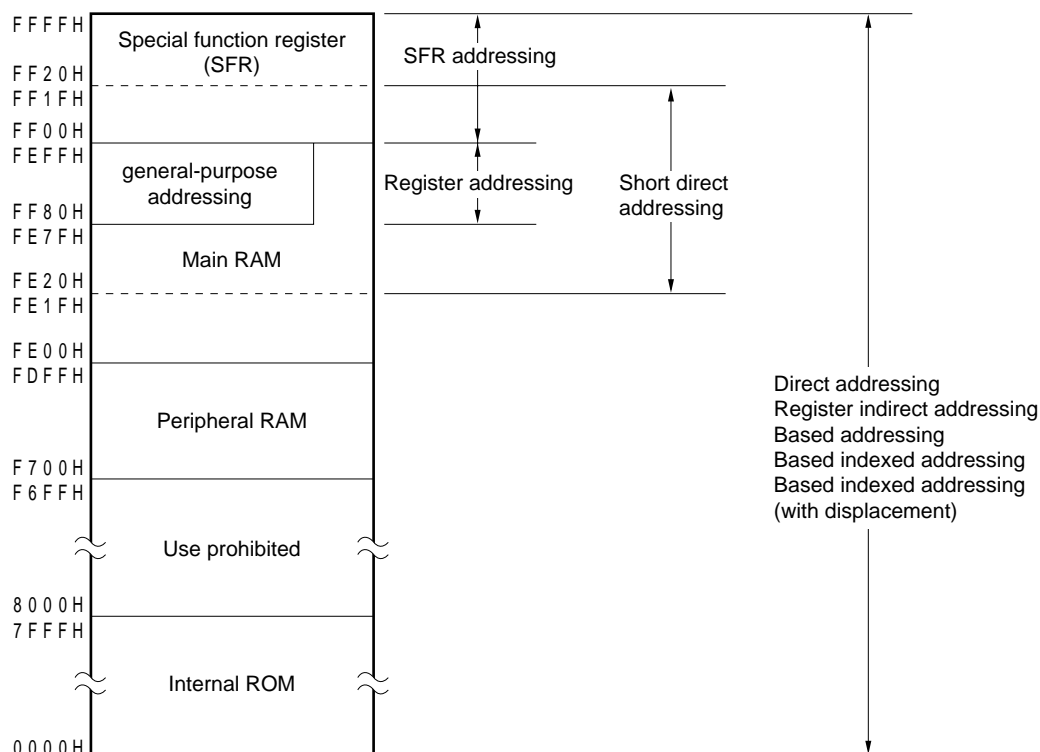 FFFFH
Special function register
(SFR)
SFR addressing
FF20H
FF1FH
FF00H
FEFFH
general-purpose
addressing
Register addressing
Short direct
addressing
FF80H
FE7FH
Main RAM
FE20H
FE1FH
FE00H
FDFFH
Direct addressing
Register indirect addressing
Based addressing
Based indexed addressing
Based indexed addressing
(with displacement)
Peripheral RAM
F700H
F6FFH
Use prohibited
8000H
7FFFH
Internal ROM
0000H